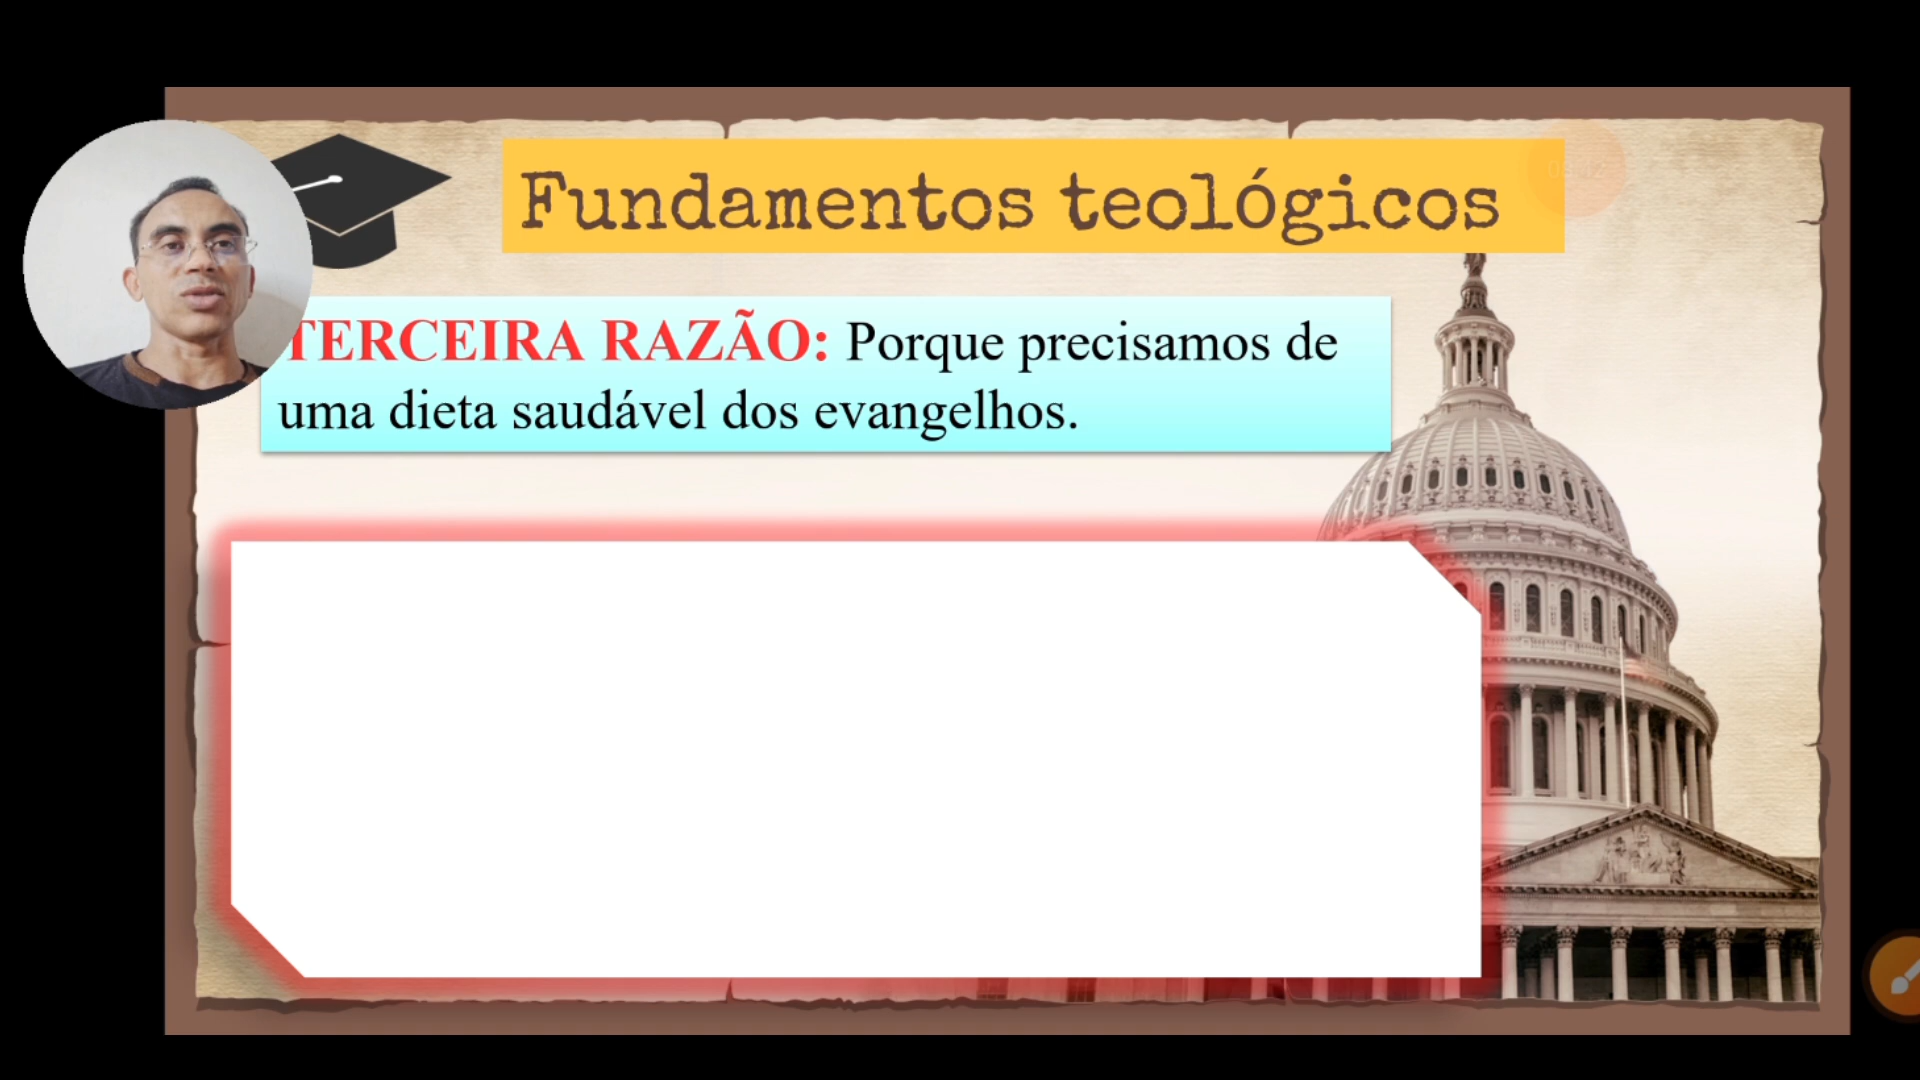 Fundamentos teológicos
TERCEIRA RAZÃO: Porque precisamos de
uma dieta saudável dos evangelhos.